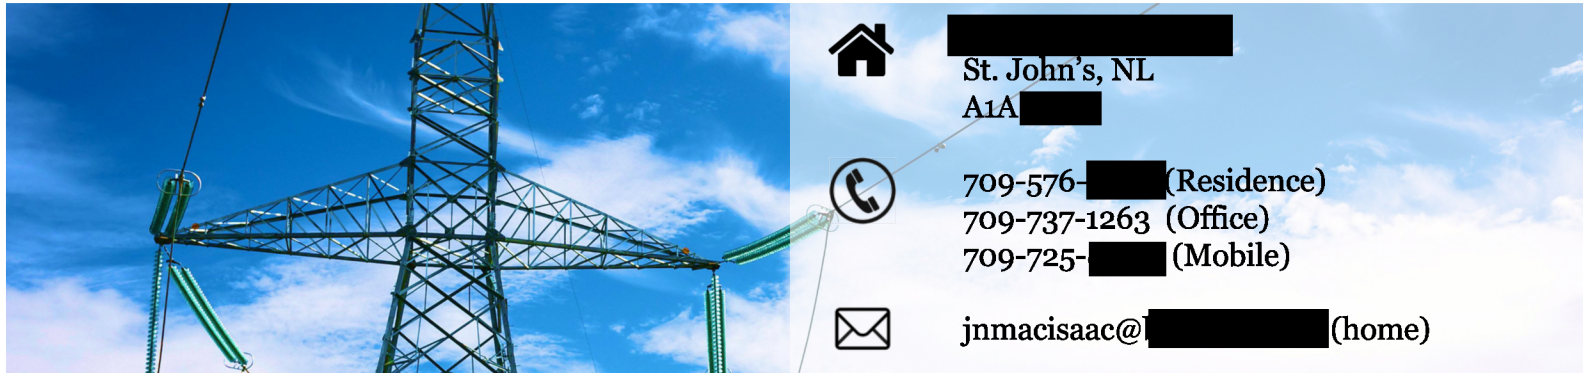 St. John's, NL
A1A
709-576- (Residence)
709-737-1263 (Office)
709-725- (Mobile)
jnmacisaac@ (home)